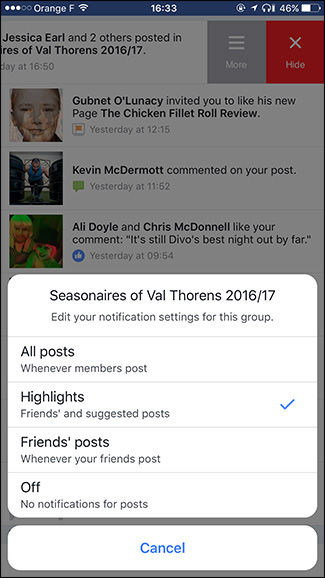 Orange F 16:33 46%
Jessica Earl and 2 others posted in
ires of Val Thorens 2016/17.
day at 16:50
More
Hide
Gubnet O'Lunacy invited you to like his new
Page The Chicken Fillet Roll Review.
Yesterday at 12:15
Kevin McDermott commented on your post.
Yesterday at 11:52
Ali Doyle and Chris McDonnell like your
comment: "It's still Divo's best night out by far."
Yesterday at 09:54
Seasonaires of Val Thorens 2016/17
Edit your notification settings for this group.
All posts
Whenever members post
Highlights
Friends' and suggested posts
Friends' posts
Whenever your friends post
Off
No notifications for posts
Cancel